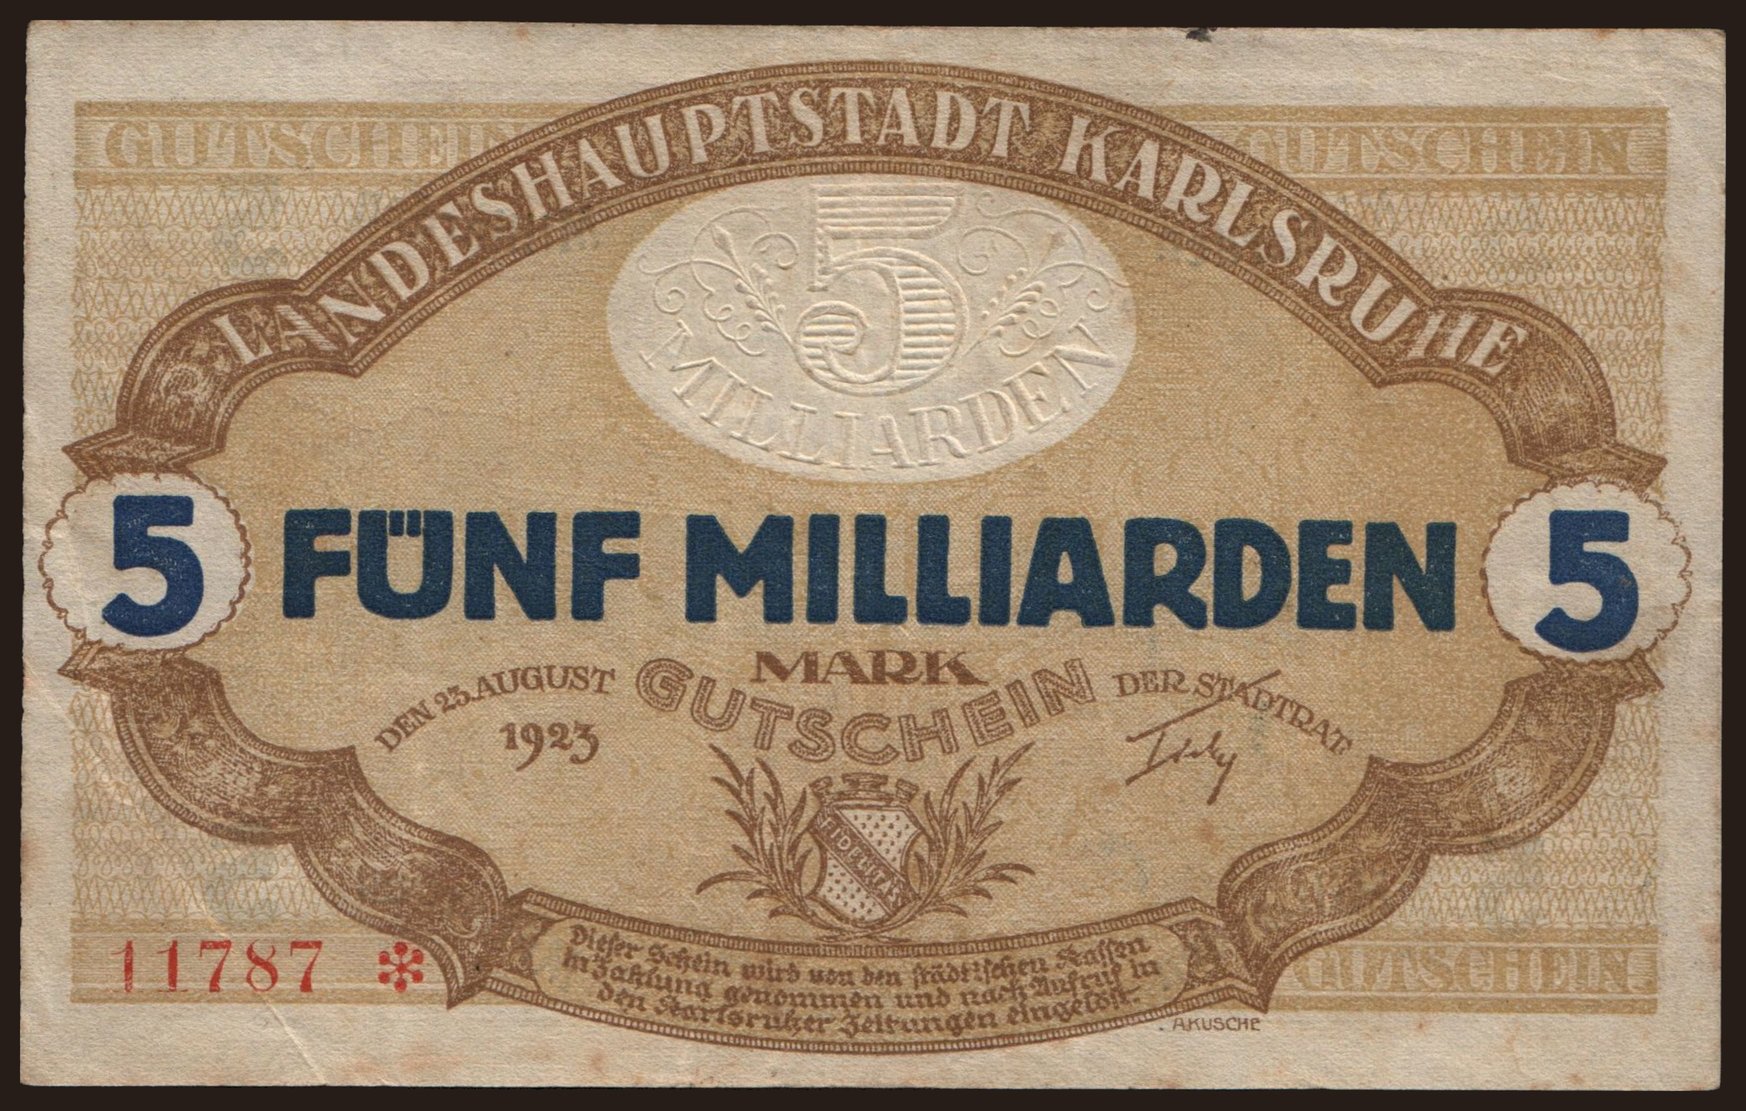 GUTSCHEIN
GUTSCHEIN
LANDESHAUPTSTADT KARLSRUHE
5
MILLIARDEN
5 FÜNF MILLIARDEN 5
MARK
DEN 23. AUGUST
1923
GUTSCHEIN
DER STADTRAT
FIDELITAS
11787 *
Dieser Schein wird von den städtischen Kassen
in Zahlung genommen und nach Aufruf in
den Karlsruher Zeitungen eingelöst.
GUTSCHEIN
A.KUSCHE